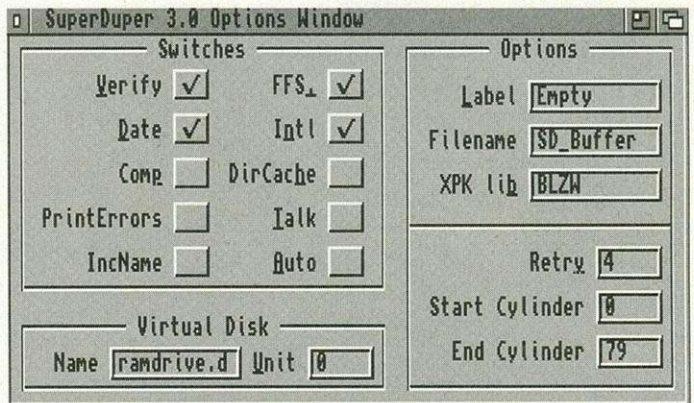 SuperDuper 3.0 Options Window
Switches
Verify √ FFS √
Date √ Intl √
Comp DirCache
PrintErrors Talk
IncName Auto
Virtual Disk
Name ramdrive.d Unit 0
Options
Label Empty
Filename SD_Buffer
XPK lib BLZW
Retry 4
Start Cylinder 0
End Cylinder 79